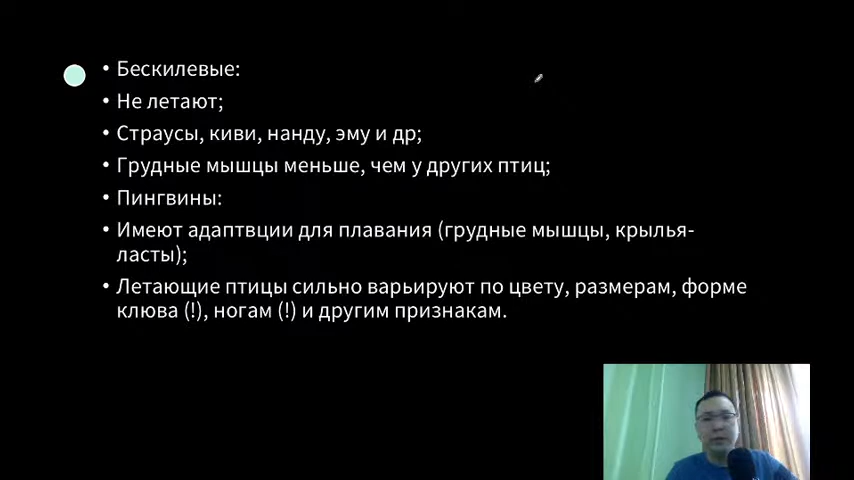 • Бескилевые:
• Не летают;
• Страусы, киви, нанду, эму и др;
• Грудные мышцы меньше, чем у других птиц;
• Пингвины:
• Имеют адаптвции для плавания (грудные мышцы, крылья-
ласты);
• Летающие птицы сильно варьируют по цвету, размерам, форме
клюва (!), ногам (!) и другим признакам.